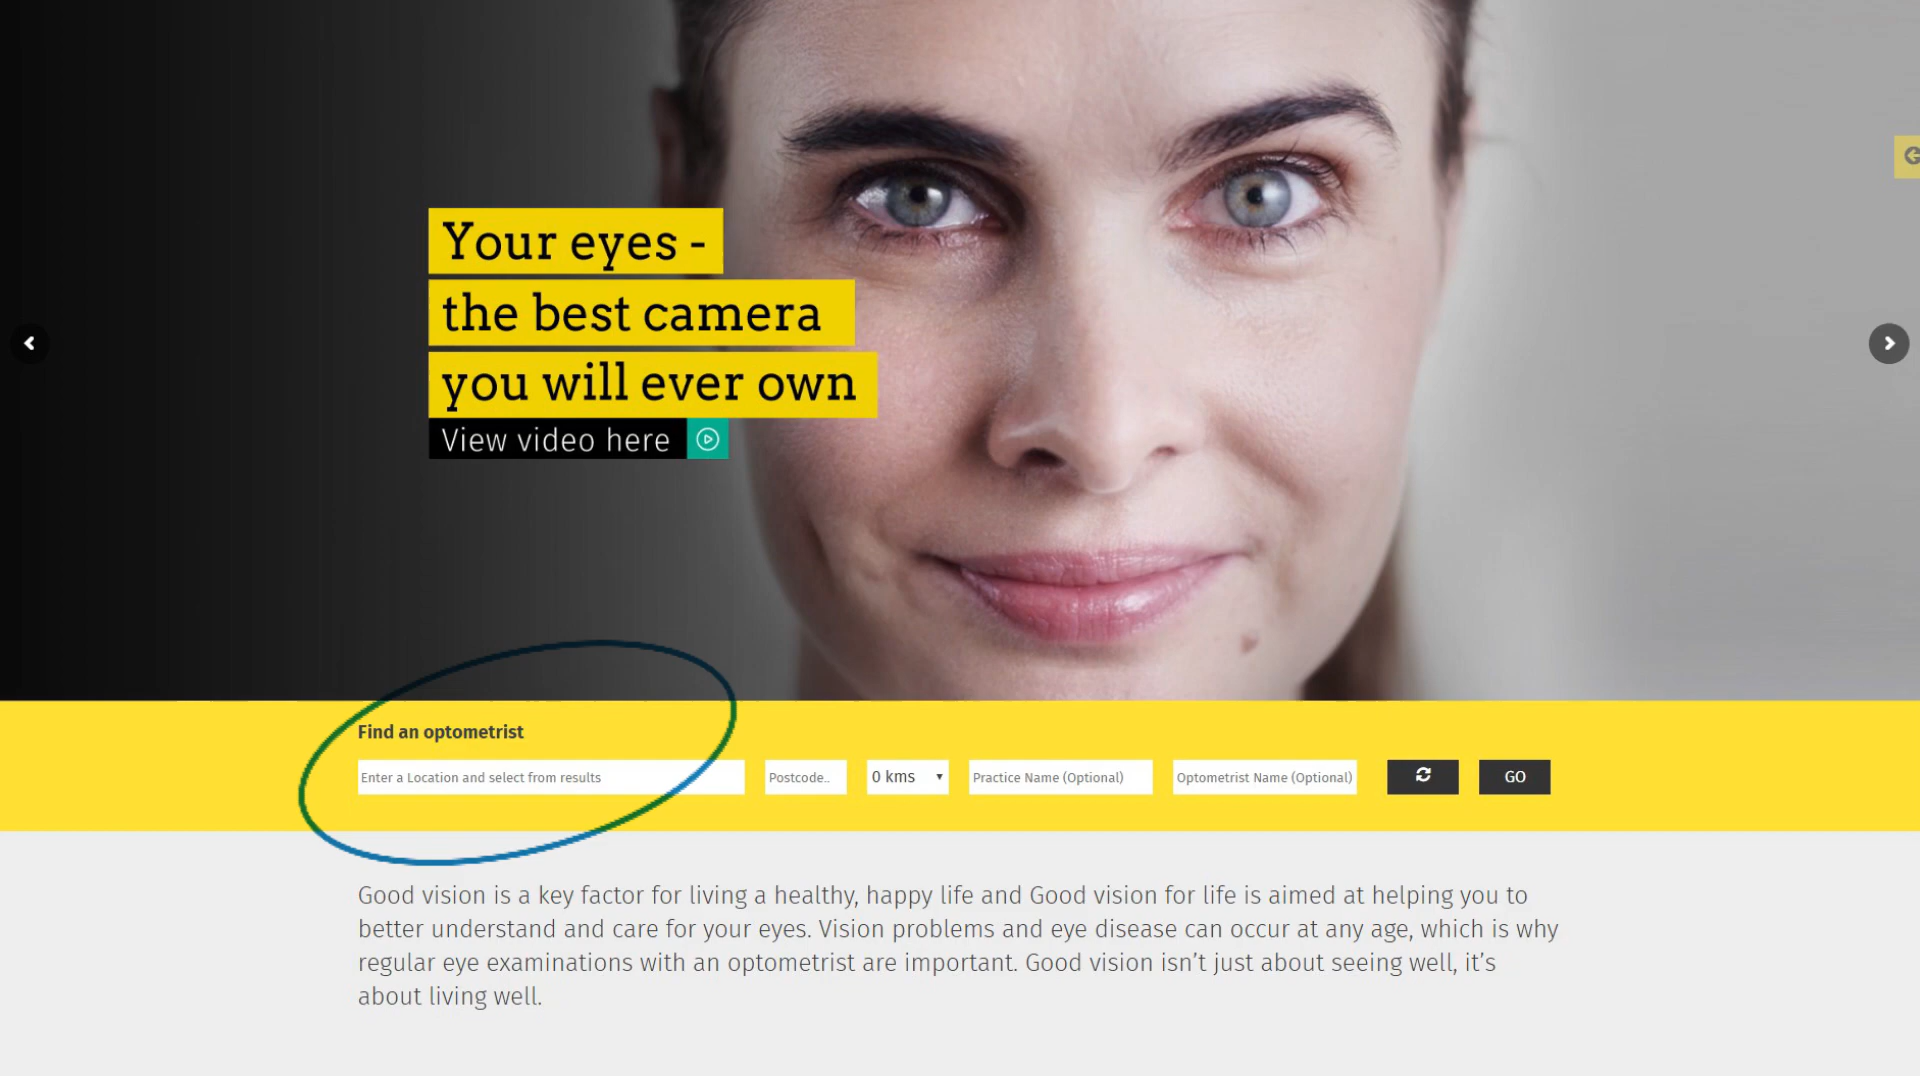 Your eyes -
the best camera
you will ever own
View video here
Find an optometrist
Enter a Location and select from results
Postcode..
0 kms
Practice Name (Optional)
Optometrist Name (Optional)
GO
Good vision is a key factor for living a healthy, happy life and Good vision for life is aimed at helping you to
better understand and care for your eyes. Vision problems and eye disease can occur at any age, which is why
regular eye examinations with an optometrist are important. Good vision isn’t just about seeing well, it’s
about living well.